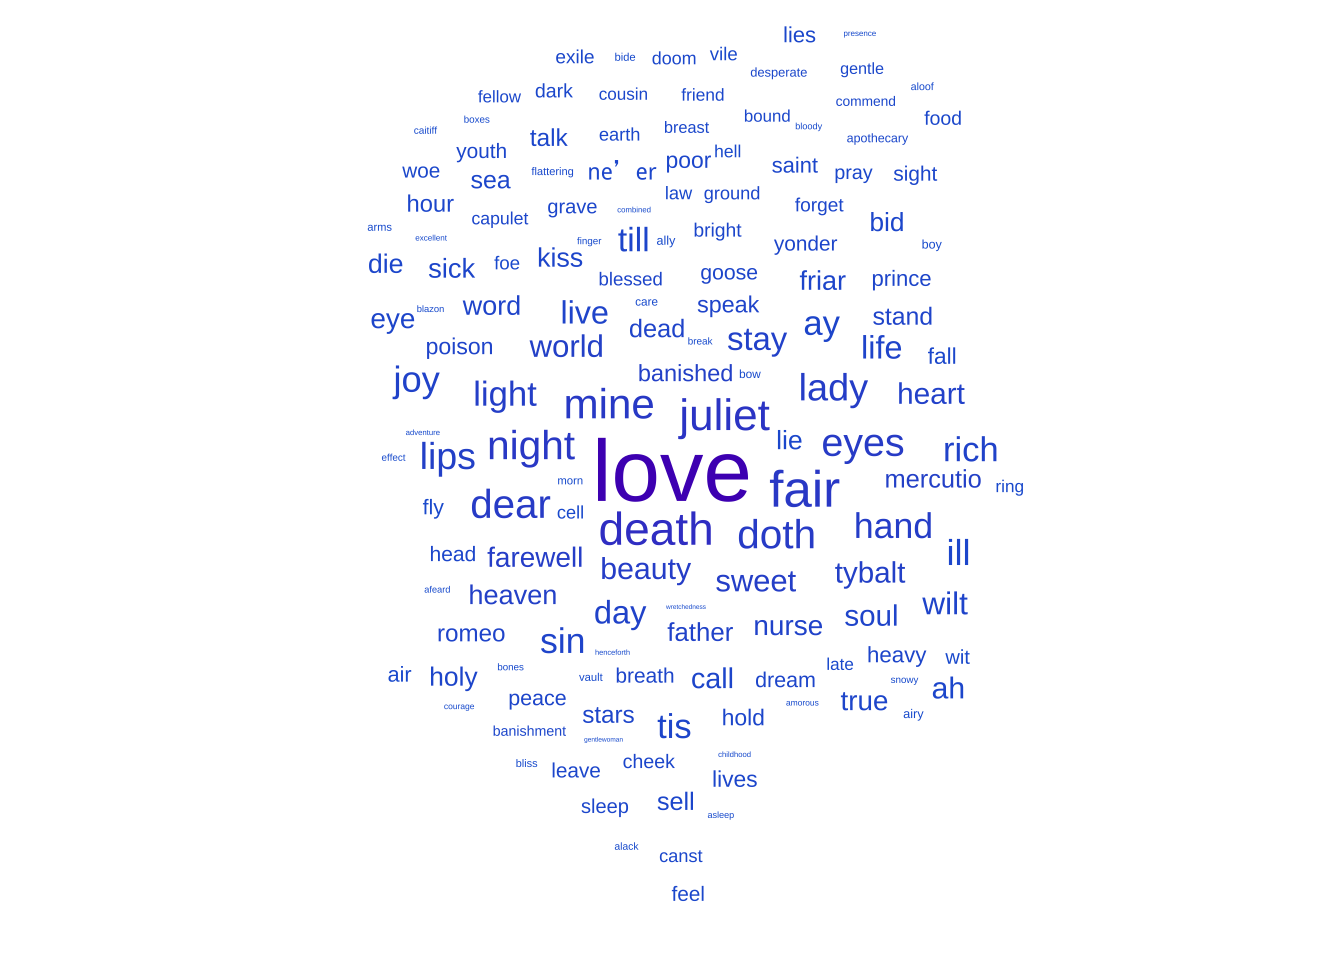 lies presence
exile bide doom vile
desperate gentle
fellow dark cousin friend commend aloof
boxes bound bloody food
caitiff talk earth breast apothecary
youth poor hell
woe sea flattering ne’ er saint pray sight
hour grave combined law ground forget
arms capulet bid
excellent finger till ally bright yonder boy
die sick foe kiss
blessed goose friar prince
eye blazon word live care speak
dead ay stand
poison world break stay life fall
joy banished bow
light mine lady heart
juliet
adventure night lie eyes rich
effect lips love
morn fair mercutio ring
fly dear cell
death doth hand
head farewell ill
beauty sweet tybalt
afeard heaven
day wretchedness soul wilt
romeo sin father nurse
henceforth late heavy wit
air holy bones vault breath call dream snowy ah
courage peace amorous true airy
banishment stars tis hold
gentlewoman
bliss leave cheek childhood
lives
sleep sell asleep
alack canst
feel